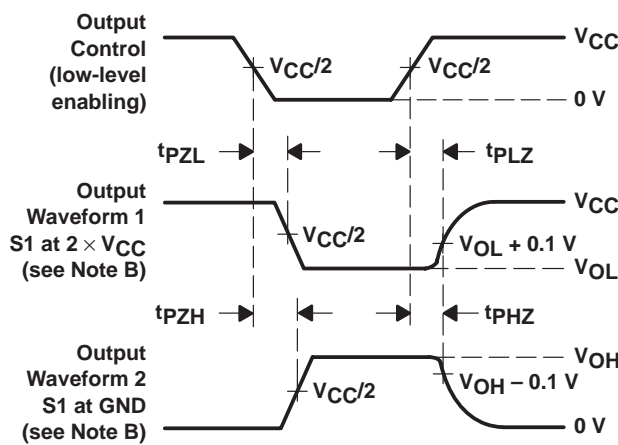 Output
Control
(low-level
enabling)
VCC/2
VCC/2
VCC
0 V
tPZL
tPLZ
Output
Waveform 1
S1 at 2 × VCC
(see Note B)
VCC/2
VCC
VOL + 0.1 V
VOL
tPZH
tPHZ
Output
Waveform 2
S1 at GND
(see Note B)
VCC/2
VOH
VOH − 0.1 V
0 V